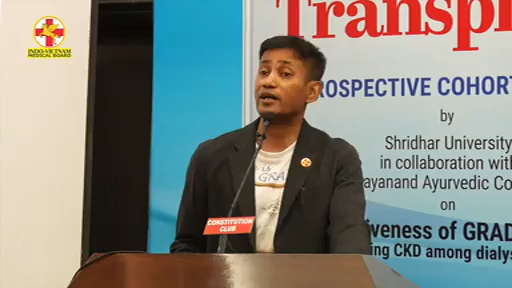 INDO-VIETNAM
MEDICAL BOARD
Transpl
ROSPECTIVE COHORT
by
Shridhar University
in collaboration with
ayanand Ayurvedic Co
on
iveness of GRAD
ing CKD among dialys
CONSTITUTION
CLUB